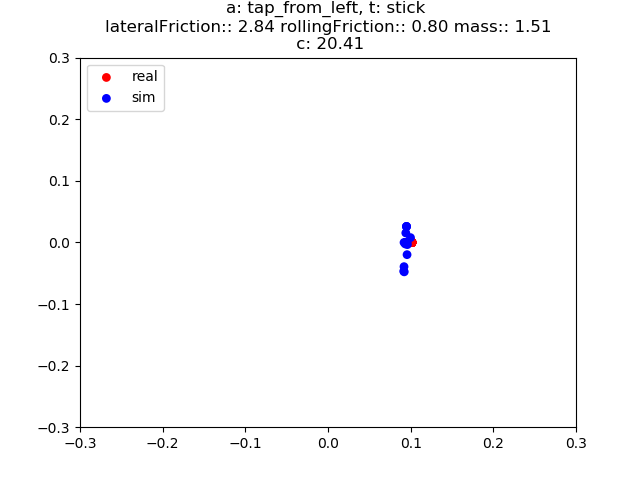 a: tap_from_left, t: stick
lateralFriction:: 2.84 rollingFriction:: 0.80 mass:: 1.51
c: 20.41
real
sim
0.3
0.2
0.1
0.0
−0.1
−0.2
−0.3
−0.3 −0.2 −0.1 0.0 0.1 0.2 0.3